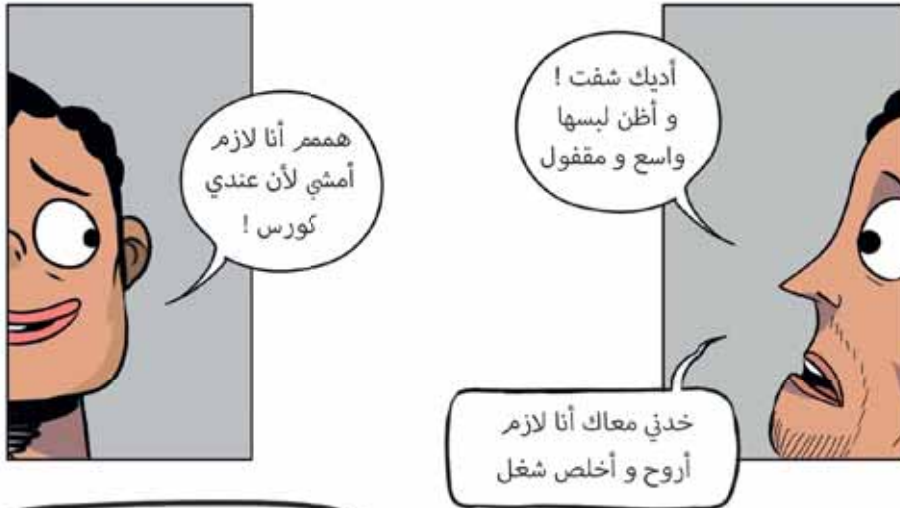 أديك شفت !
و أظن لبسها
واسع و مقفول
خدني معاك أنا لازم
أروح و أخلص شغل
هممم أنا لازم
أمشي لأن عندي
كورس !